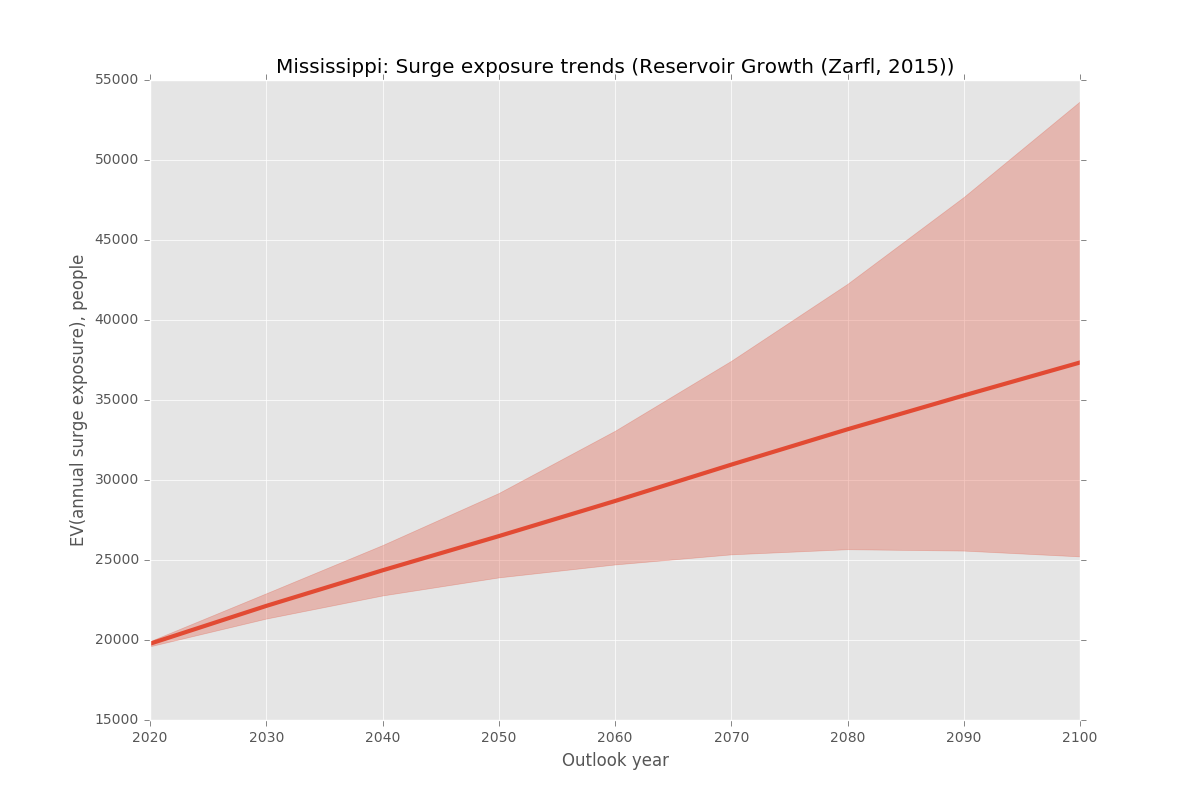 Mississippi: Surge exposure trends (Reservoir Growth (Zarfl, 2015))
55000
50000
45000
40000
35000
30000
25000
20000
15000
EV(annual surge exposure), people
2020 2030 2040 2050 2060 2070 2080 2090 2100
Outlook year